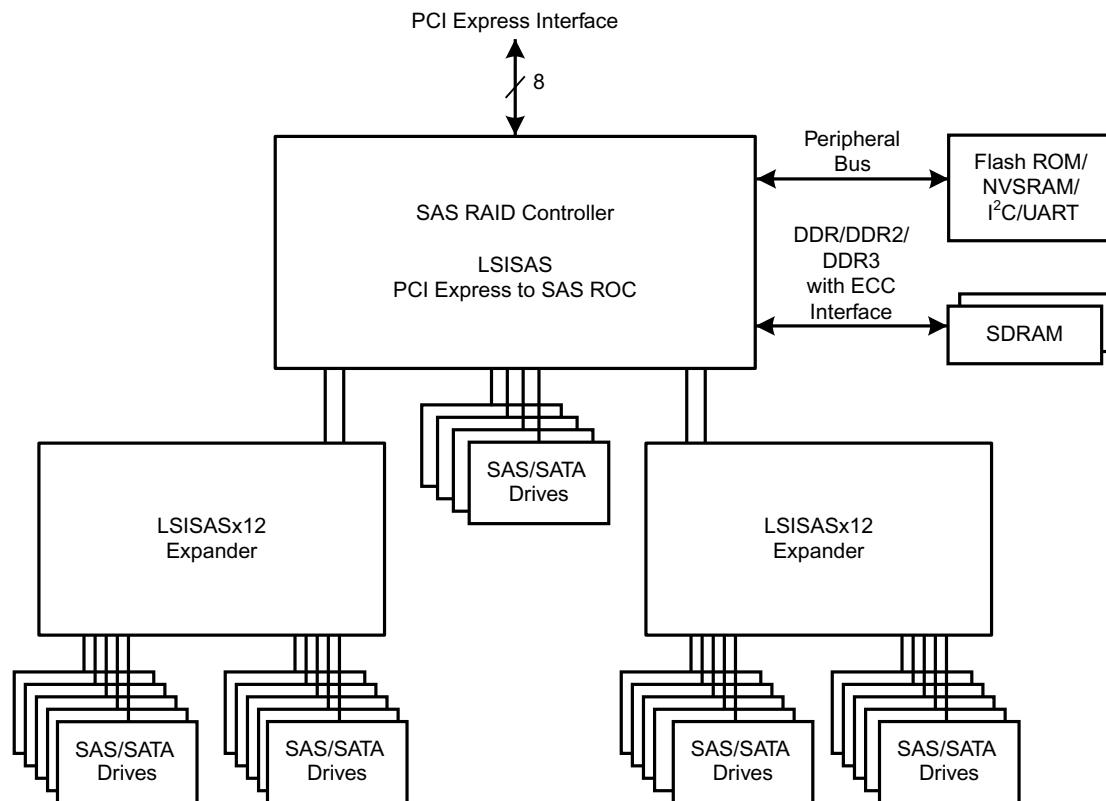 PCI Express Interface
8
SAS RAID Controller
LSISAS
PCI Express to SAS ROC
Peripheral
Bus
Flash ROM/
NVSRAM/
I²C/UART
DDR/DDR2/
DDR3
with ECC
Interface
SDRAM
SAS/SATA
Drives
LSISASx12
Expander
LSISASx12
Expander
SAS/SATA
Drives
SAS/SATA
Drives
SAS/SATA
Drives
SAS/SATA
Drives